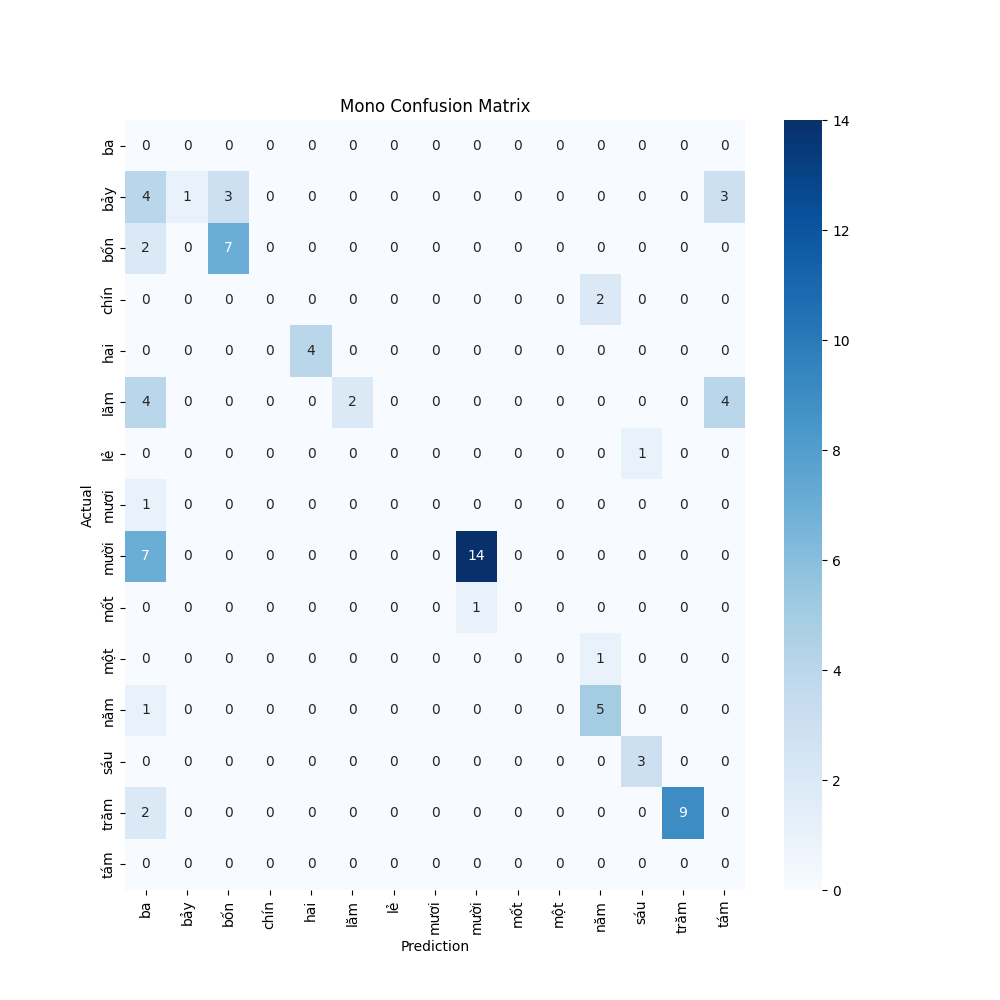 Mono Confusion Matrix
ba 0 0 0 0 0 0 0 0 0 0 0 0 0 0 0
bảy 4 1 3 0 0 0 0 0 0 0 0 0 0 0 3
bốn 2 0 7 0 0 0 0 0 0 0 0 0 0 0 0
chín 0 0 0 0 0 0 0 0 0 0 0 2 0 0 0
hai 0 0 0 0 4 0 0 0 0 0 0 0 0 0 0
lăm 4 0 0 0 0 2 0 0 0 0 0 0 0 0 4
lẻ 0 0 0 0 0 0 0 0 0 0 0 0 1 0 0
mươi 1 0 0 0 0 0 0 0 0 0 0 0 0 0 0
mười 7 0 0 0 0 0 0 0 14 0 0 0 0 0 0
mốt 0 0 0 0 0 0 0 0 1 0 0 0 0 0 0
một 0 0 0 0 0 0 0 0 0 0 0 1 0 0 0
năm 1 0 0 0 0 0 0 0 0 0 0 5 0 0 0
sáu 0 0 0 0 0 0 0 0 0 0 0 0 3 0 0
trăm 2 0 0 0 0 0 0 0 0 0 0 0 0 9 0
tám 0 0 0 0 0 0 0 0 0 0 0 0 0 0 0
ba bảy bốn chín hai lăm lẻ mươi mười mốt một năm sáu trăm tám
Prediction
Actual
14
12
10
8
6
4
2
0